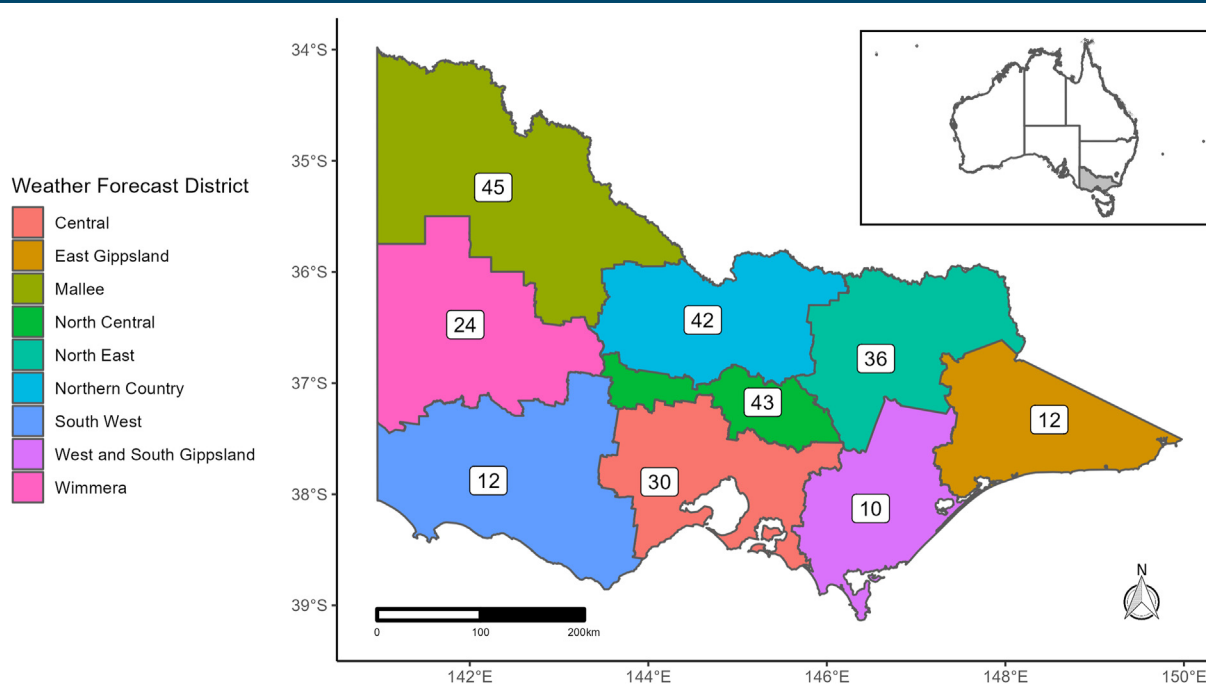 Weather Forecast District
Central
East Gippsland
Mallee
North Central
North East
Northern Country
South West
West and South Gippsland
Wimmera
34°S
35°S
36°S
37°S
38°S
39°S
45
24
42
36
43
12
12
30
10
N
0 100 200km
142°E 144°E 146°E 148°E 150°E